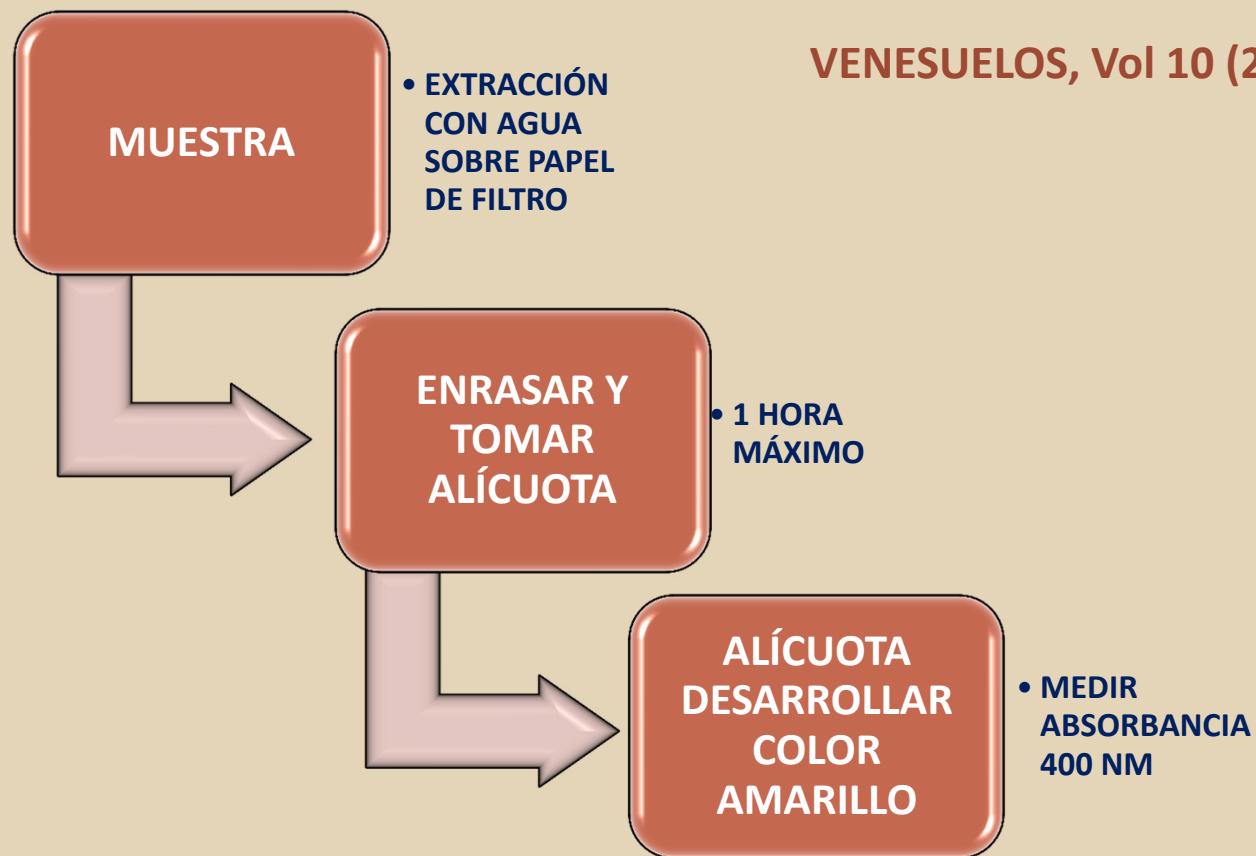 VENESUELOS, Vol 10 (2
MUESTRA
• EXTRACCIÓN
CON AGUA
SOBRE PAPEL
DE FILTRO
ENRASAR Y
TOMAR
ALÍCUOTA
• 1 HORA
MÁXIMO
ALÍCUOTA
DESARROLLAR
COLOR
AMARILLO
• MEDIR
ABSORBANCIA
400 NM